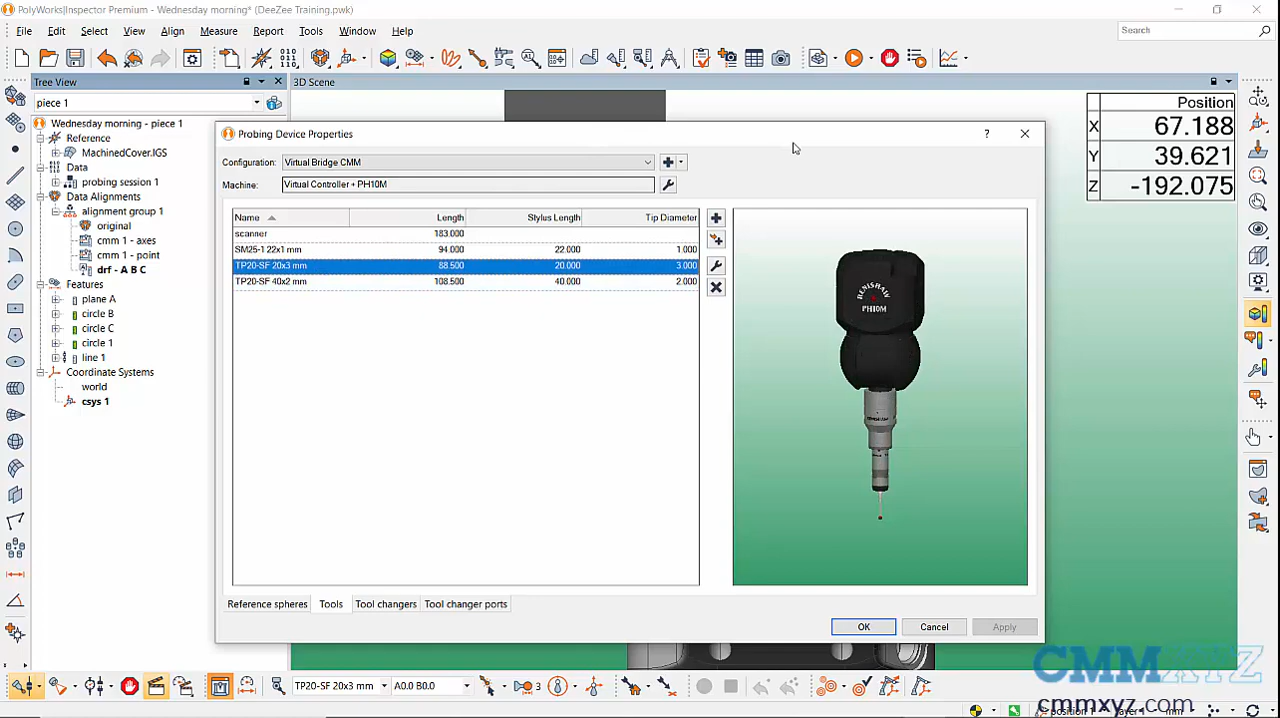 PolyWorks|Inspector Premium - Wednesday morning* (DeeZee Training.pwk)
File Edit Select View Align Measure Report Tools Window Help
Search
Tree View
3D Scene
piece 1
Wednesday morning - piece 1
Reference
MachinedCover.IGS
Data
probing session 1
Data Alignments
alignment group 1
original
cmm 1 - axes
cmm 1 - point
drf - A B C
Features
plane A
circle B
circle C
circle 1
line 1
Coordinate Systems
world
csys 1
Probing Device Properties
?
Configuration: Virtual Bridge CMM
Machine: Virtual Controller + PH10M
Name Length Stylus Length Tip Diameter
scanner 183.000
SM25-1 22x1 mm 94.000 22.000 1.000
TP20-SF 20x3 mm 88.500 20.000 3.000
TP20-SF 40x2 mm 108.500 40.000 2.000
RENISHAW
PH10M
Reference spheres Tools Tool changers Tool changer ports
OK Cancel Apply
Position
X 67.188
Y 39.621
Z -192.075
TP20-SF 20x3 mm A0.0 B0.0 3
CMMXYZ
cmmxyz.com